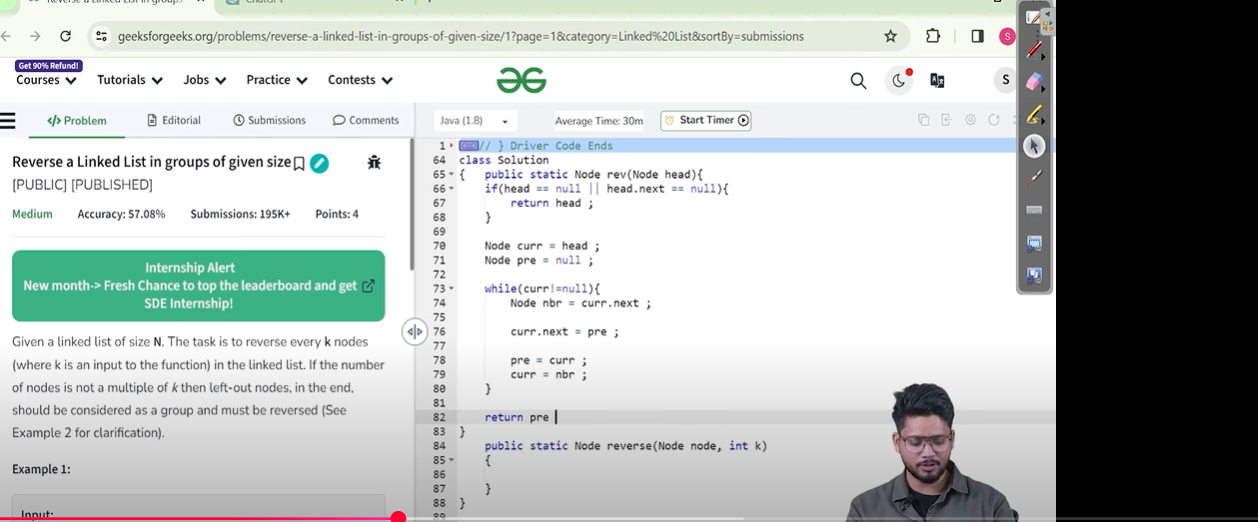 geeksforgeeks.org/problems/reverse-a-linked-list-in-groups-of-given-size/1?page=1&category=Linked%20List&sortBy=submissions
S
Get 90% Refund!
Courses Tutorials Jobs Practice Contests
S
Problem Editorial Submissions Comments
Java (1.8) Average Time: 30m Start Timer
Reverse a Linked List in groups of given size
[PUBLIC] [PUBLISHED]
Medium Accuracy: 57.08% Submissions: 195K+ Points: 4
Internship Alert
New month-> Fresh Chance to top the leaderboard and get
SDE Internship!
Given a linked list of size N. The task is to reverse every k nodes
(where k is an input to the function) in the linked list. If the number
of nodes is not a multiple of k then left-out nodes, in the end,
should be considered as a group and must be reversed (See
Example 2 for clarification).
Example 1:
Input:
1 // } Driver Code Ends
64 class Solution
65 { public static Node rev(Node head){
66 if(head == null || head.next == null){
67 return head ;
68 }
69
70 Node curr = head ;
71 Node pre = null ;
72
73 while(curr!=null){
74 Node nbr = curr.next ;
75
76 curr.next = pre ;
77
78 pre = curr ;
79 curr = nbr ;
80 }
81
82 return pre
83 }
84 public static Node reverse(Node node, int k)
85 {
86
87 }
88 }
89